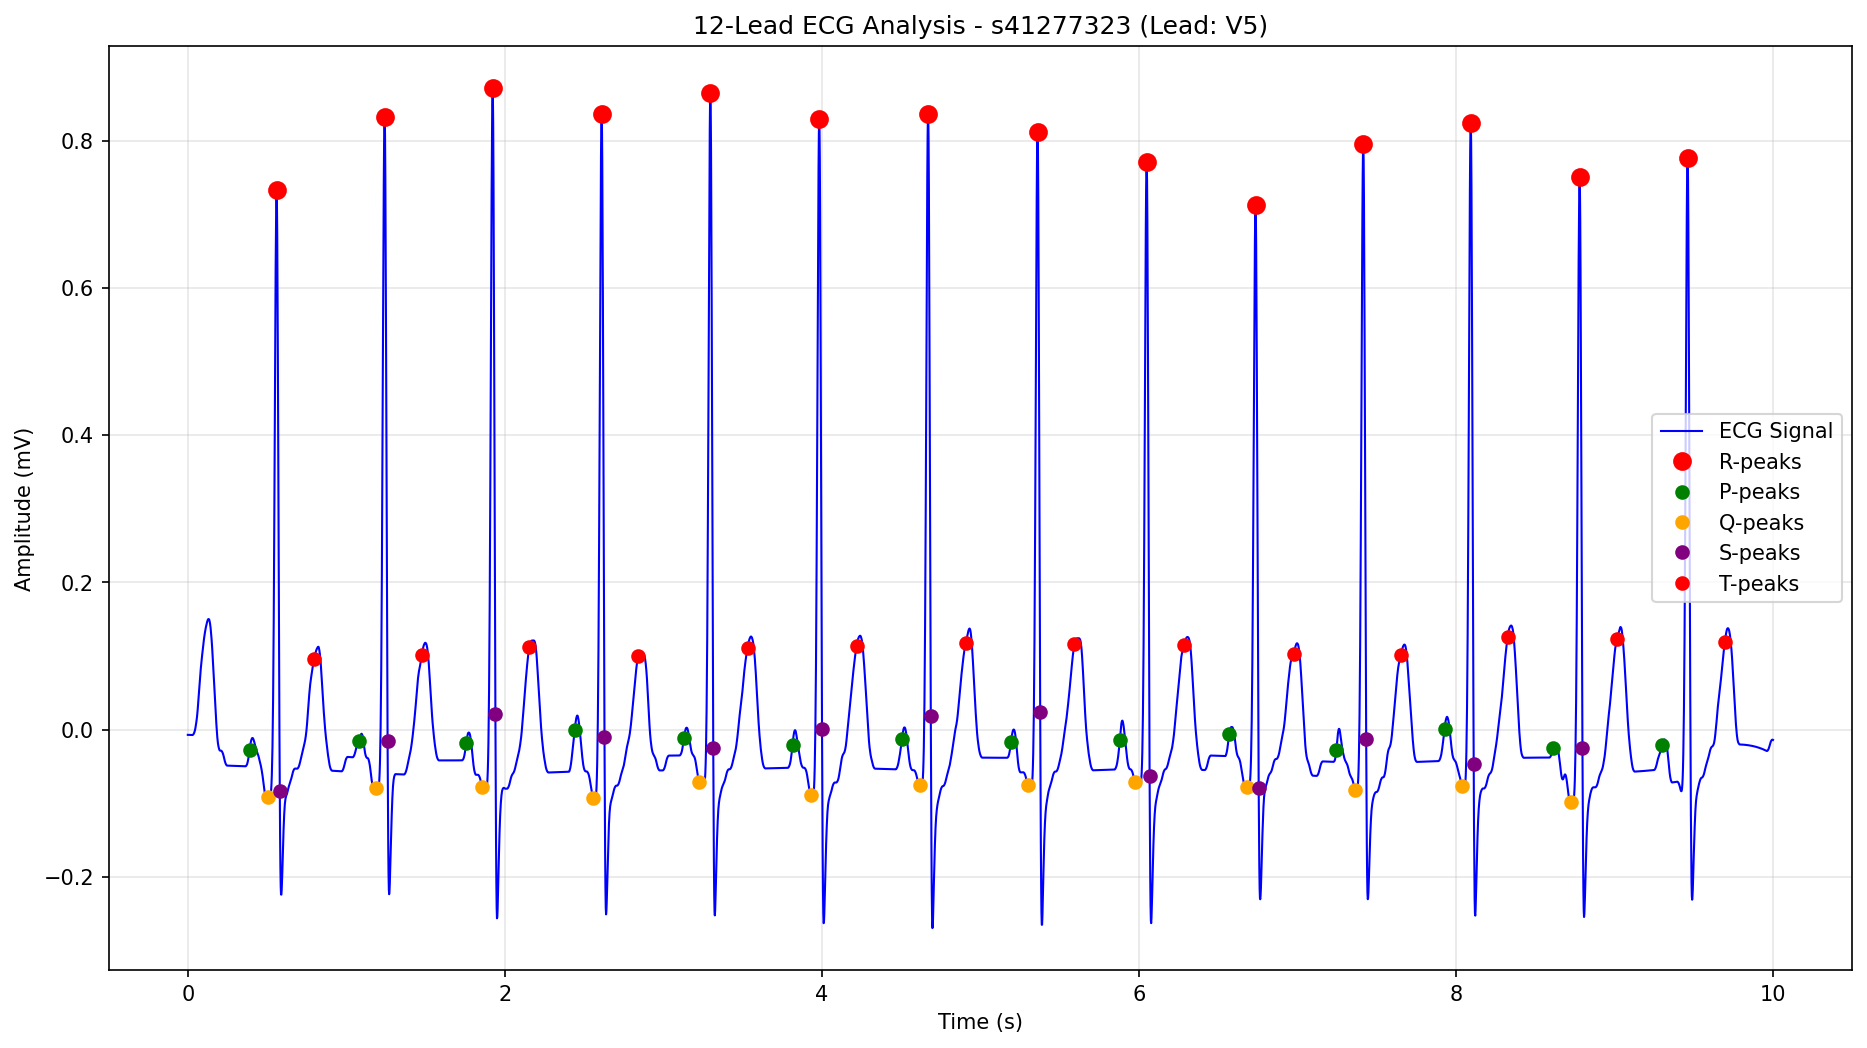 12-Lead ECG Analysis - s41277323 (Lead: V5)
Amplitude (mV)
0.8
0.6
0.4
0.2
0.0
−0.2
ECG Signal
R-peaks
P-peaks
Q-peaks
S-peaks
T-peaks
0 2 4 6 8 10
Time (s)